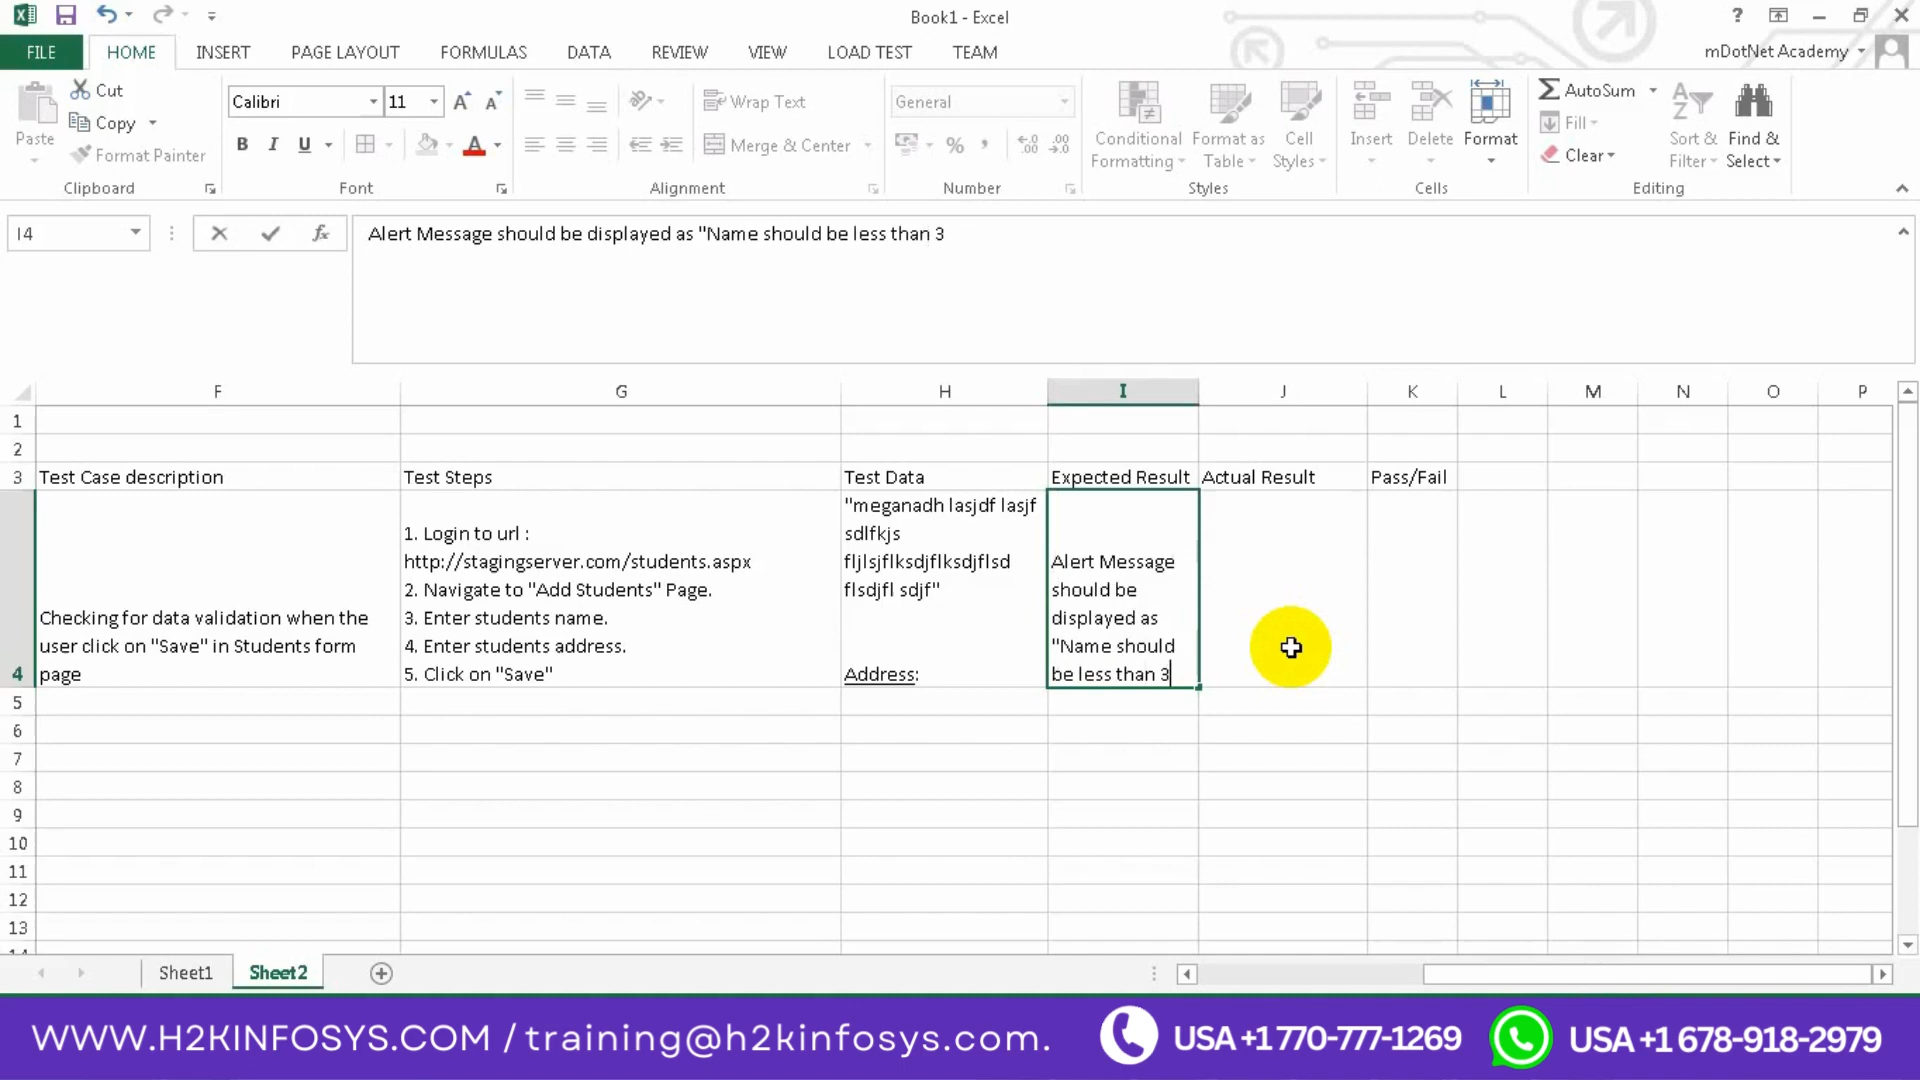 Book1 - Excel
?
FILE HOME INSERT PAGE LAYOUT FORMULAS DATA REVIEW VIEW LOAD TEST TEAM mDotNet Academy
Paste
Cut
Copy
Format Painter
Clipboard
Calibri 11 A A
B I U A
Font
Wrap Text
Merge & Center
Alignment
General
% ,
.0 .00
.00 .0
Number
Conditional Formatting
Format as Table
Cell Styles
Styles
Insert Delete Format
Cells
AutoSum
Fill
Clear
Sort & Filter
Find & Select
Editing
I4 fx Alert Message should be displayed as "Name should be less than 3
F G H I J K L M N O P
1
2
3 Test Case description Test Steps Test Data Expected Result Actual Result Pass/Fail
4
Checking for data validation when the
user click on "Save" in Students form
page
1. Login to url :
http://stagingserver.com/students.aspx
2. Navigate to "Add Students" Page.
3. Enter students name.
4. Enter students address.
5. Click on "Save"
"meganadh lasjdf lasjf
sdlfkjs
fljlsjflksdjflksdjflsd
flsdjfl sdjf"
Address:
Alert Message
should be
displayed as
"Name should
be less than 3
5
6
7
8
9
10
11
12
13
14
Sheet1 Sheet2
WWW.H2KINFOSYS.COM / training@h2kinfosys.com. USA +1 770-777-1269 USA +1 678-918-2979